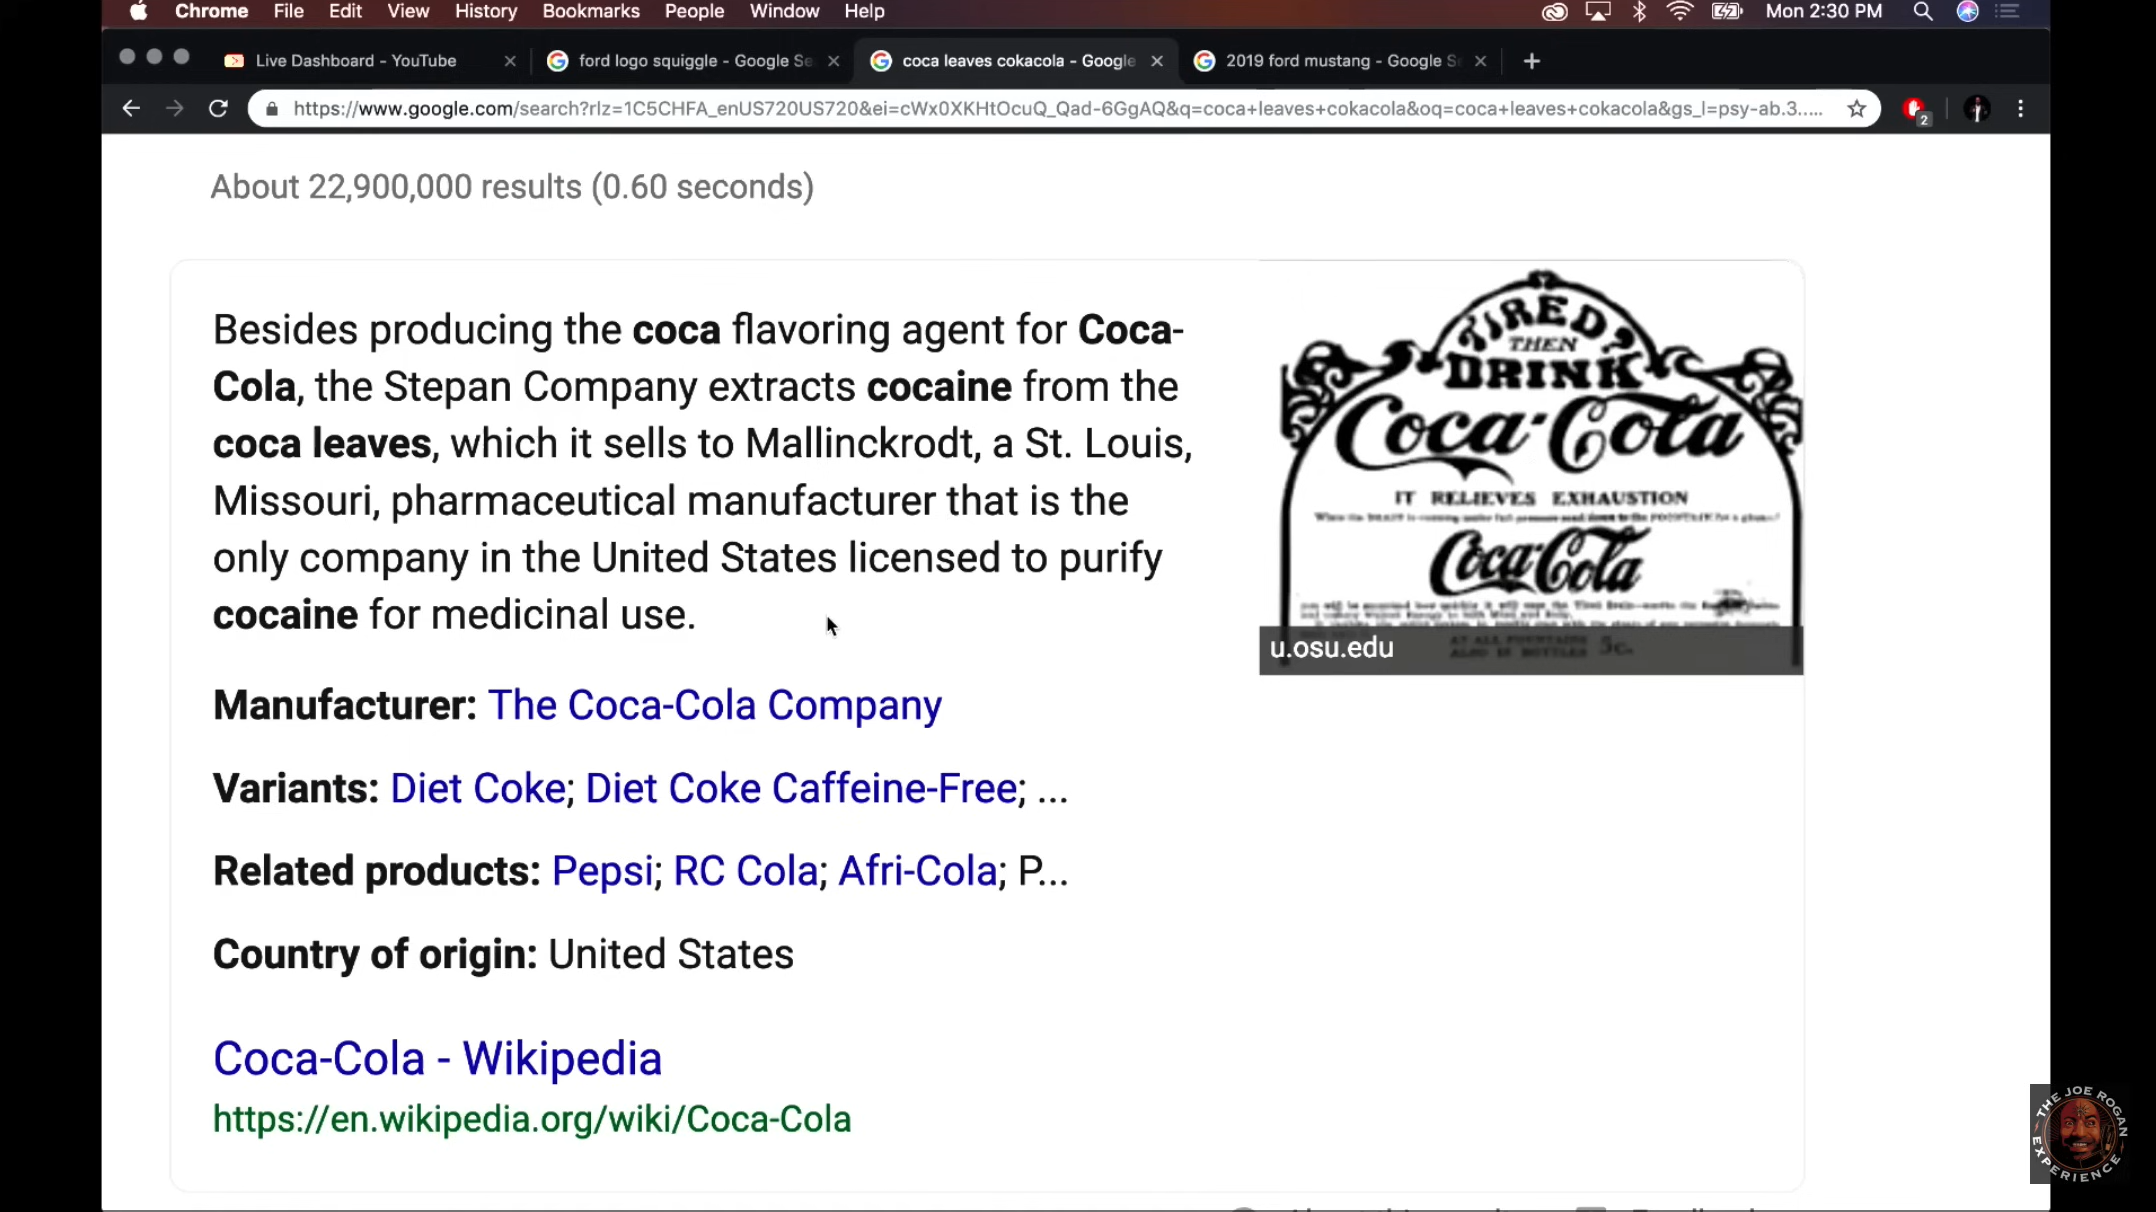 Chrome File Edit View History Bookmarks People Window Help Mon 2:30 PM
Live Dashboard - YouTube ford logo squiggle - Google Se coca leaves cokacola - Google 2019 ford mustang - Google S
https://www.google.com/search?rlz=1C5CHFA_enUS720US720&ei=cWx0XKHtOcuQ_Qad-6GgAQ&q=coca+leaves+cokacola&oq=coca+leaves+cokacola&gs_l=psy-ab.3..... 2
About 22,900,000 results (0.60 seconds)
Besides producing the coca flavoring agent for Coca-
Cola, the Stepan Company extracts cocaine from the
coca leaves, which it sells to Mallinckrodt, a St. Louis,
Missouri, pharmaceutical manufacturer that is the
only company in the United States licensed to purify
cocaine for medicinal use.
Manufacturer: The Coca-Cola Company
Variants: Diet Coke; Diet Coke Caffeine-Free; ...
Related products: Pepsi; RC Cola; Afri-Cola; P...
Country of origin: United States
Coca-Cola - Wikipedia
https://en.wikipedia.org/wiki/Coca-Cola
TIRED?
THEN
DRINK
Coca-Cola
IT RELIEVES EXHAUSTION
Coca-Cola
AT ALL FOUNTAINS
ALSO IN BOTTLES 5c.
u.osu.edu
THE JOE ROGAN
EXPERIENCE